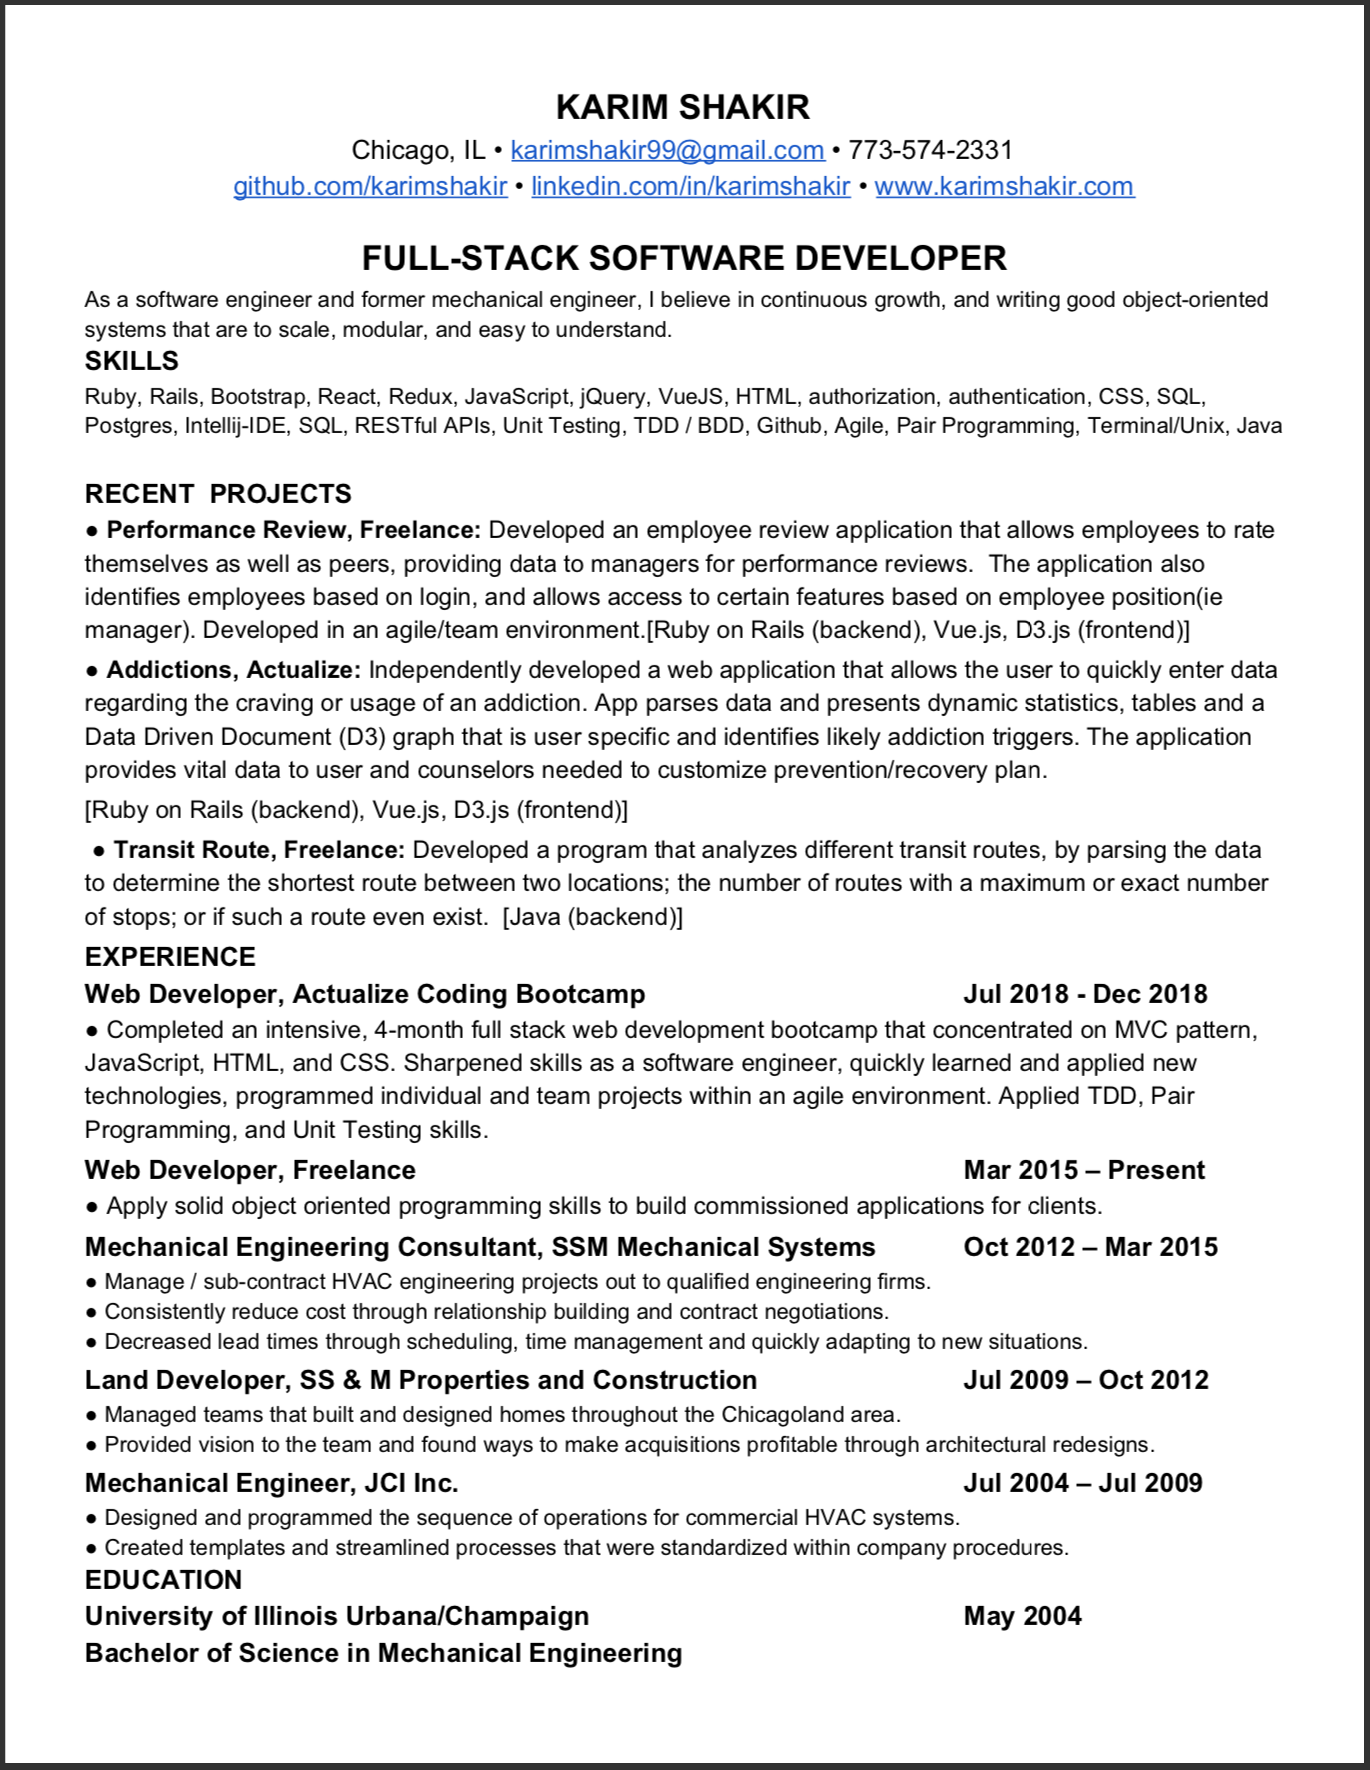 KARIM SHAKIR
Chicago, IL • karimshakir99@gmail.com • 773-574-2331
github.com/karimshakir • linkedin.com/in/karimshakir • www.karimshakir.com
FULL-STACK SOFTWARE DEVELOPER
As a software engineer and former mechanical engineer, I believe in continuous growth, and writing good object-oriented
systems that are to scale, modular, and easy to understand.
SKILLS
Ruby, Rails, Bootstrap, React, Redux, JavaScript, jQuery, VueJS, HTML, authorization, authentication, CSS, SQL,
Postgres, Intellij-IDE, SQL, RESTful APIs, Unit Testing, TDD / BDD, Github, Agile, Pair Programming, Terminal/Unix, Java
RECENT  PROJECTS
● Performance Review, Freelance: Developed an employee review application that allows employees to rate
themselves as well as peers, providing data to managers for performance reviews.  The application also
identifies employees based on login, and allows access to certain features based on employee position(ie
manager). Developed in an agile/team environment.[Ruby on Rails (backend), Vue.js, D3.js (frontend)]
● Addictions, Actualize: Independently developed a web application that allows the user to quickly enter data
regarding the craving or usage of an addiction. App parses data and presents dynamic statistics, tables and a
Data Driven Document (D3) graph that is user specific and identifies likely addiction triggers. The application
provides vital data to user and counselors needed to customize prevention/recovery plan.
[Ruby on Rails (backend), Vue.js, D3.js (frontend)]
● Transit Route, Freelance: Developed a program that analyzes different transit routes, by parsing the data
to determine the shortest route between two locations; the number of routes with a maximum or exact number
of stops; or if such a route even exist.  [Java (backend)]
EXPERIENCE
Web Developer, Actualize Coding Bootcamp Jul 2018 - Dec 2018
● Completed an intensive, 4-month full stack web development bootcamp that concentrated on MVC pattern,
JavaScript, HTML, and CSS. Sharpened skills as a software engineer, quickly learned and applied new
technologies, programmed individual and team projects within an agile environment. Applied TDD, Pair
Programming, and Unit Testing skills.
Web Developer, Freelance Mar 2015 – Present
● Apply solid object oriented programming skills to build commissioned applications for clients.
Mechanical Engineering Consultant, SSM Mechanical Systems Oct 2012 – Mar 2015
● Manage / sub-contract HVAC engineering projects out to qualified engineering firms.
● Consistently reduce cost through relationship building and contract negotiations.
● Decreased lead times through scheduling, time management and quickly adapting to new situations.
Land Developer, SS & M Properties and Construction Jul 2009 – Oct 2012
● Managed teams that built and designed homes throughout the Chicagoland area.
● Provided vision to the team and found ways to make acquisitions profitable through architectural redesigns.
Mechanical Engineer, JCI Inc. Jul 2004 – Jul 2009
● Designed and programmed the sequence of operations for commercial HVAC systems.
● Created templates and streamlined processes that were standardized within company procedures.
EDUCATION
University of Illinois Urbana/Champaign May 2004
Bachelor of Science in Mechanical Engineering